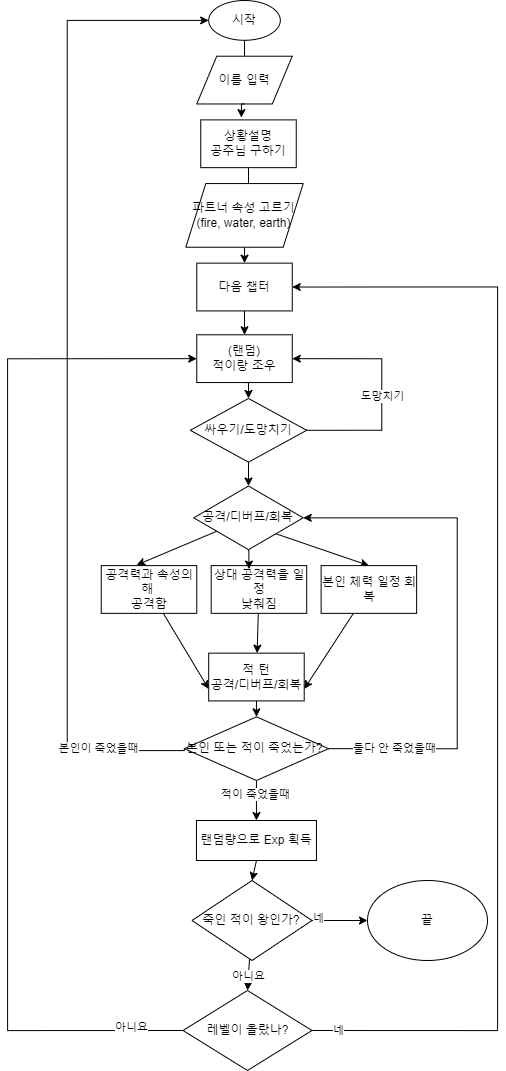 시작
이름 입력
상황설명
공주님 구하기
파트너 속성 고르기
(fire, water, earth)
다음 챕터
(랜덤)
적이랑 조우
도망치기
싸우기/도망치기
공격/디버프/회복
공격력과 속성의
해
공격함
상대 공격력을 일
정
낮춰짐
본인 체력 일정 회
복
적 턴
공격/디버프/회복
본인이 죽었을때
본인 또는 적이 죽었는가?
둘다 안 죽었을때
적이 죽었을때
랜덤량으로 Exp 획득
죽인 적이 왕인가?
네
끝
아니요
아니요
레벨이 올랐나?
네